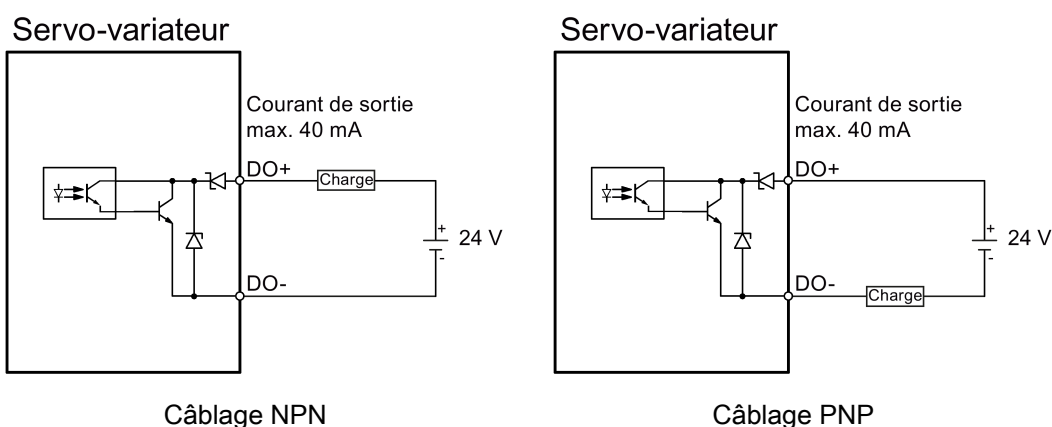 Servo-variateur
Courant de sortie
max. 40 mA
DO+
Charge
+
24 V
-
DO-
Câblage NPN
Servo-variateur
Courant de sortie
max. 40 mA
DO+
+
24 V
-
DO-
Charge
Câblage PNP